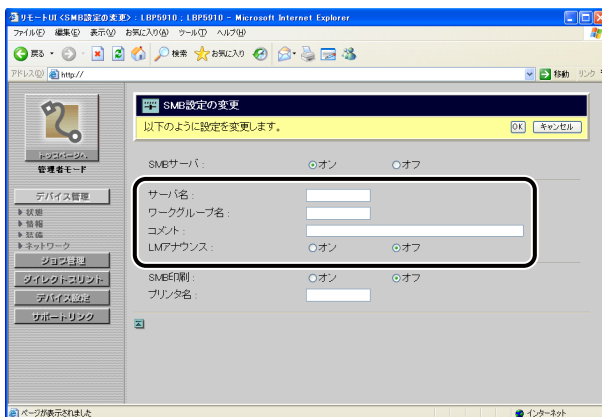 リモートUI<SMB設定の変更> : LBP5910 ; LBP5910 - Microsoft Internet Explorer
ファイル(F) 編集(E) 表示(V) お気に入り(A) ツール(T) ヘルプ(H)
戻る 検索 お気に入り
アドレス(D) http:// 移動 リンク
SMB設定の変更
以下のように設定を変更します。 OK キャンセル
トップページへ
管理者モード
デバイス管理
状態
情報
装備
ネットワーク
ジョブ管理
ダイレクトプリント
デバイス設定
サポートリンク
SMBサーバ : オン オフ
サーバ名 :
ワークグループ名 :
コメント :
LMアナウンス : オン オフ
SMB印刷 : オン オフ
プリンタ名 :
ページが表示されました インターネット